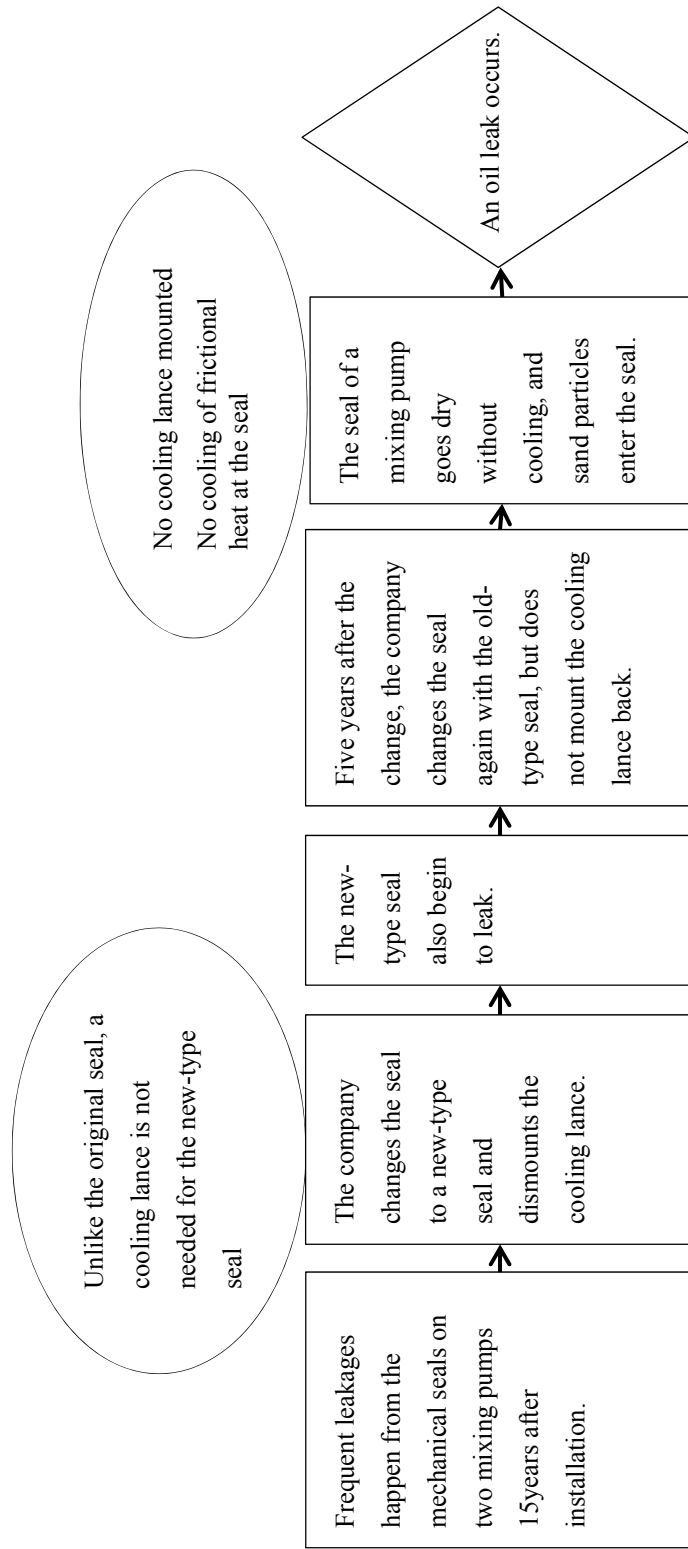 Unlike the original seal, a
cooling lance is not
needed for the new-type
seal
No cooling lance mounted
No cooling of frictional
heat at the seal
Frequent leakages
happen from the
mechanical seals on
two mixing pumps
15years after
installation.
The company
changes the seal
to a new-type
seal and
dismounts the
cooling lance.
The new-
type seal
also begin
to leak.
Five years after the
change, the company
changes the seal
again with the old-
type seal, but does
not mount the cooling
lance back.
The seal of a
mixing pump
goes dry
without
cooling, and
sand particles
enter the seal.
An oil leak occurs.